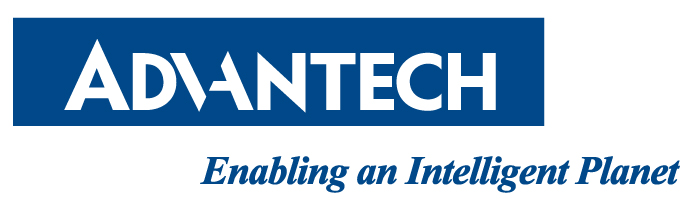 ADVANTECH
Enabling an Intelligent Planet